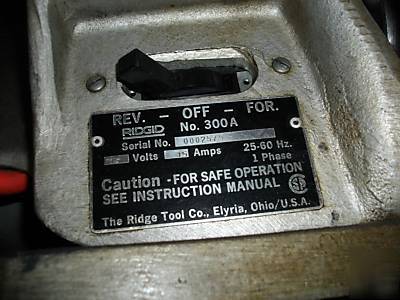 REV. - OFF - FOR.
RIDGID No. 300A
Serial No.
Volts 15 Amps 25-60 Hz.
1 Phase
Caution - FOR SAFE OPERATION
SEE INSTRUCTION MANUAL
The Ridge Tool Co., Elyria, Ohio/U.S.A.